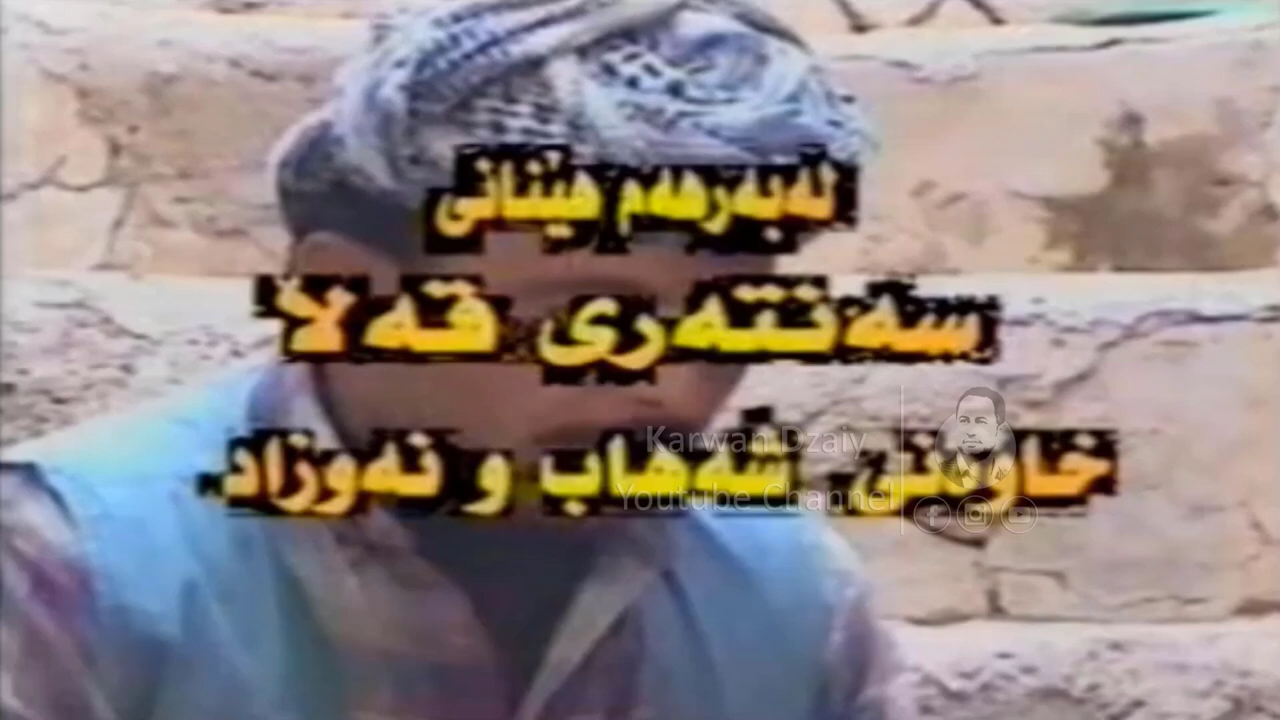 لەبەرهەم هێنانی
سەنتەری قەلا
خاوەنی شەهاب و نەوزاد
Karwan Dzaiy
Youtube Channel